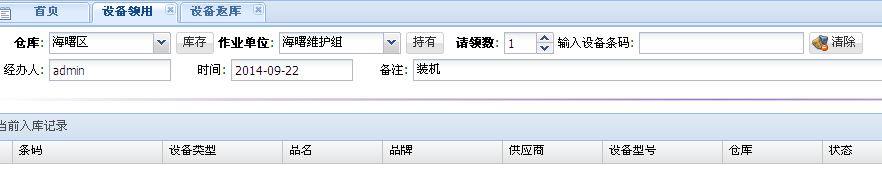 首页 设备领用 设备返库
仓库: 海曙区 库存 作业单位: 海曙维护组 持有 请领数: 1 输入设备条码: 清除
经办人: admin 时间: 2014-09-22 备注: 装机
当前入库记录
条码 设备类型 品名 品牌 供应商 设备型号 仓库 状态